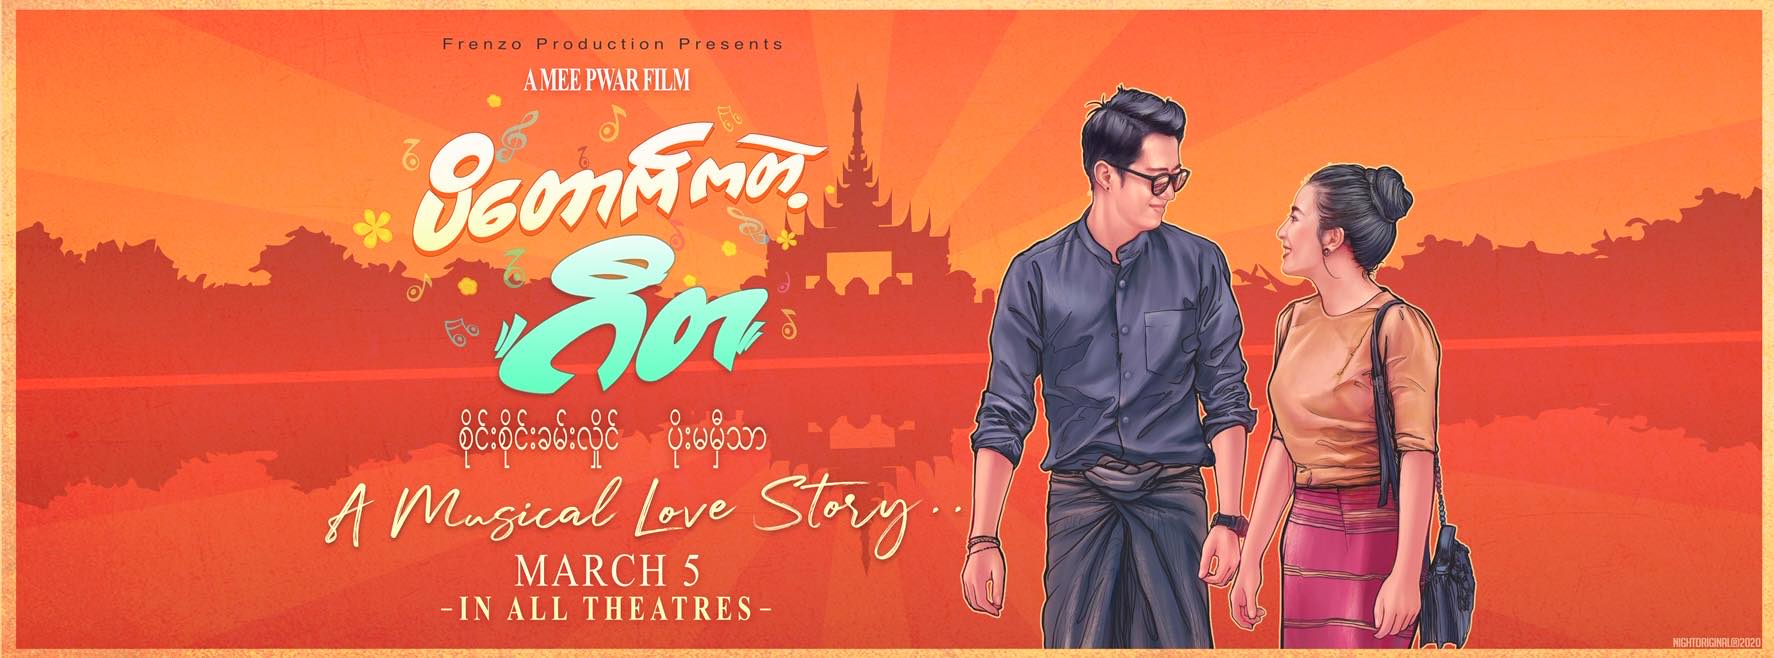 Frenzo Production Presents
A MEE PWAR FILM
ပိတောက်ကတဲ့
"ဂီတ"
စိုင်းစိုင်းခမ်းလှိုင် ပိုးမမှီသာ
A Musical Love Story..
MARCH 5
-IN ALL THEATRES-
NIGHTORIGINAL®2020